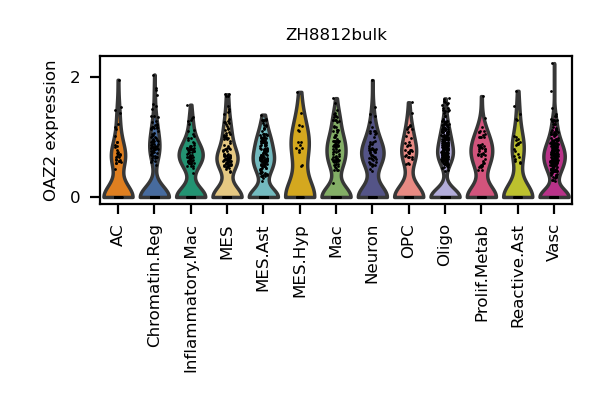 ZH8812bulk
OAZ2 expression
2
0
AC
Chromatin.Reg
Inflammatory.Mac
MES
MES.Ast
MES.Hyp
Mac
Neuron
OPC
Oligo
Prolif.Metab
Reactive.Ast
Vasc